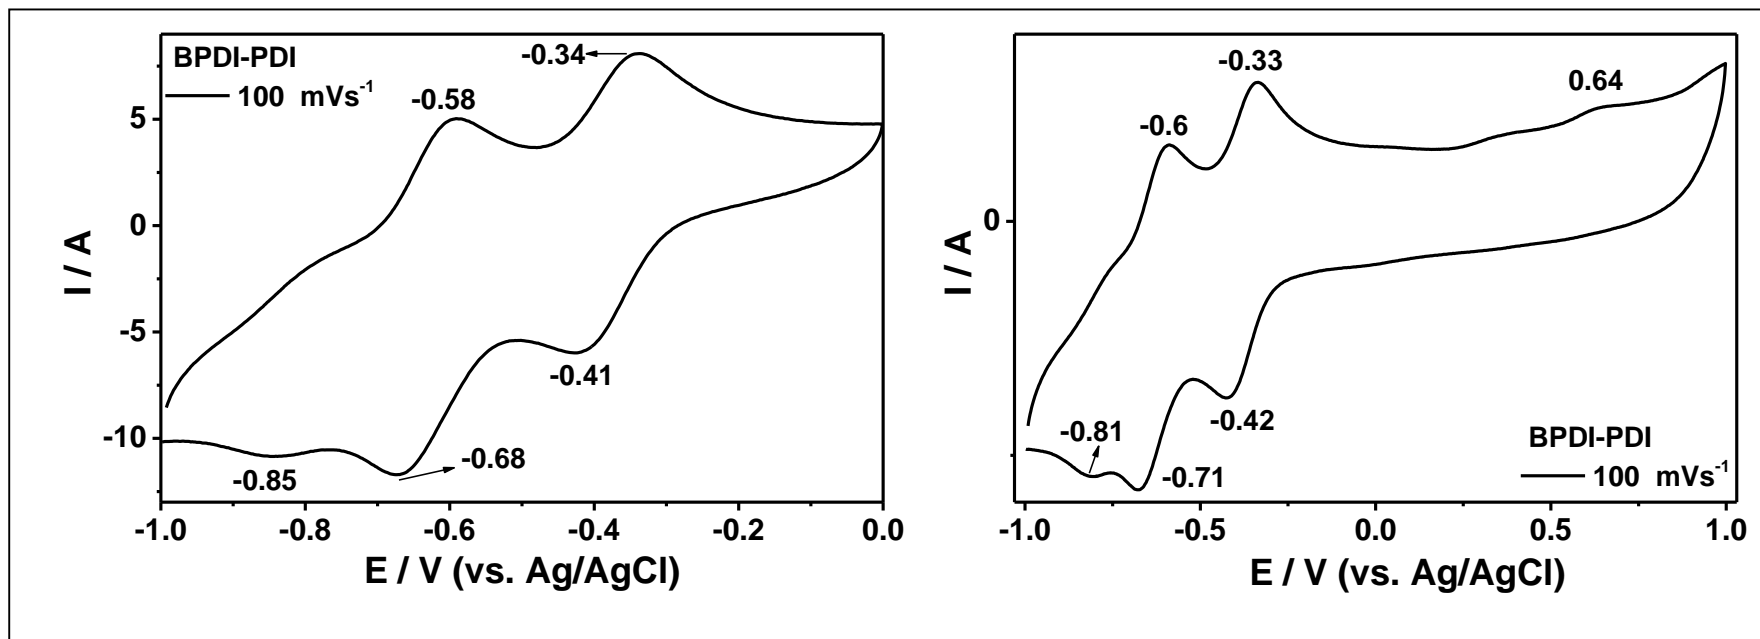 BPDI-PDI
100 mVs⁻¹
-0.34
-0.58
-0.41
-0.68
-0.85
5
0
-5
-10
I / A
-1.0 -0.8 -0.6 -0.4 -0.2 0.0
E / V (vs. Ag/AgCl)
-0.33
-0.6
0.64
-0.81
-0.42
-0.71
BPDI-PDI
100 mVs⁻¹
0
I / A
-1.0 -0.5 0.0 0.5 1.0
E / V (vs. Ag/AgCl)